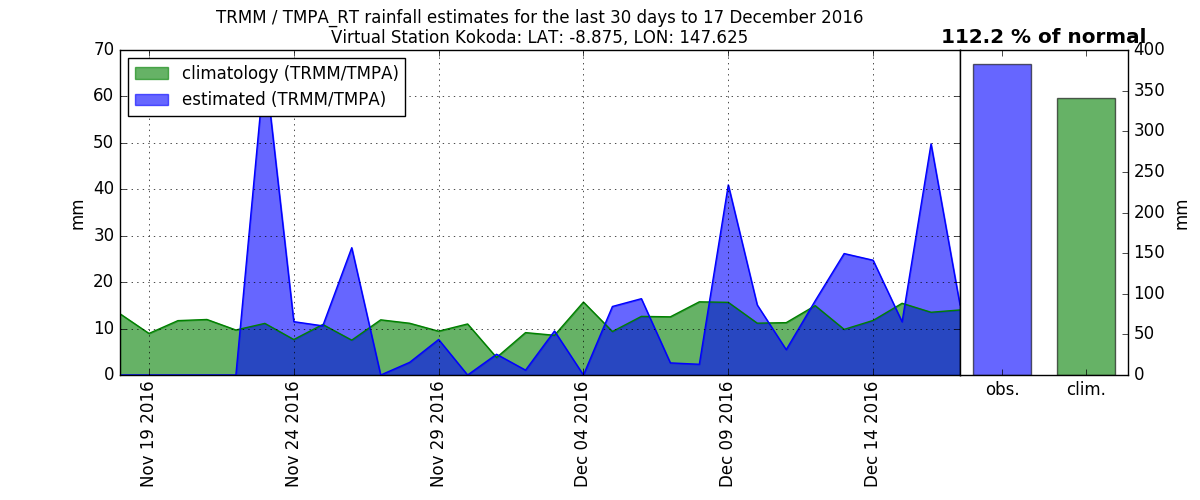 TRMM / TMPA_RT rainfall estimates for the last 30 days to 17 December 2016
Virtual Station Kokoda: LAT: -8.875, LON: 147.625
112.2 % of normal
climatology (TRMM/TMPA)
estimated (TRMM/TMPA)
70
60
50
40
30
20
10
0
mm
Nov 19 2016
Nov 24 2016
Nov 29 2016
Dec 04 2016
Dec 09 2016
Dec 14 2016
obs.
clim.
400
350
300
250
200
150
100
50
0
mm